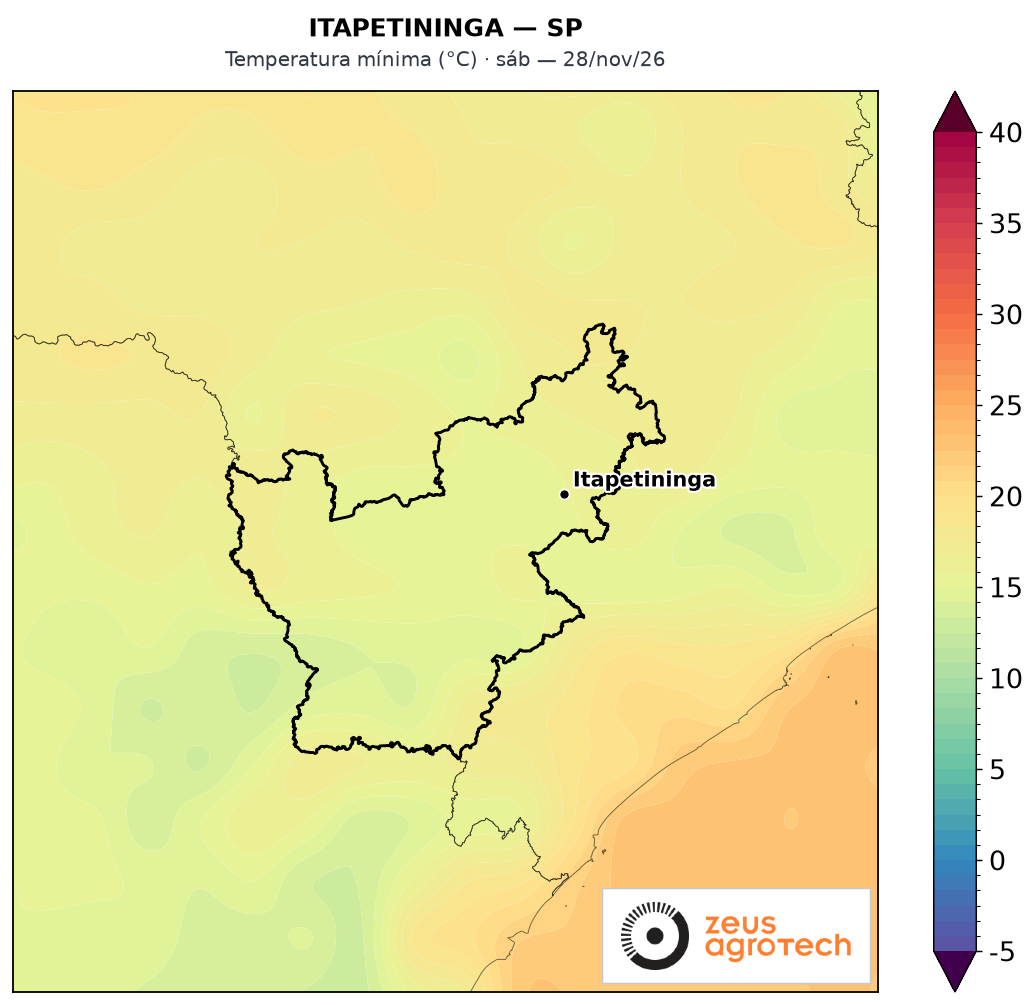 ITAPETININGA — SP
Temperatura mínima (°C) · sáb — 28/nov/26
40
35
30
25
20
15
10
5
0
-5
Itapetininga
zeus
agrotech